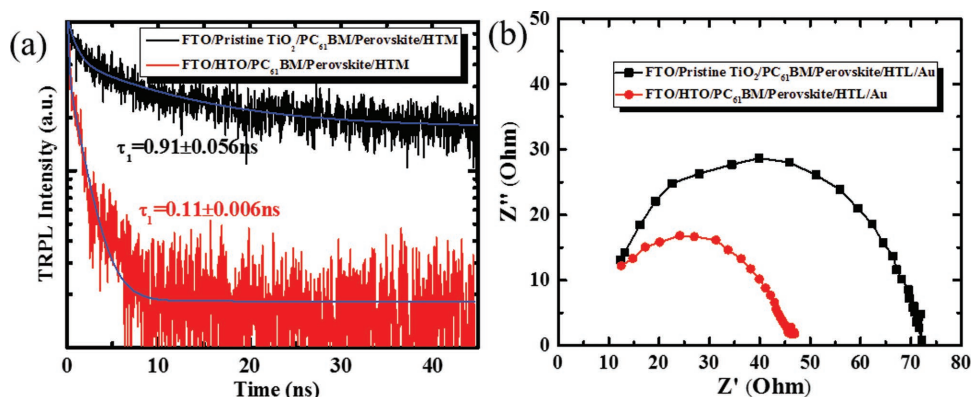 (a)
FTO/Pristine TiO2/PC61BM/Perovskite/HTM
FTO/HTO/PC61BM/Perovskite/HTM
TRPL Intensity (a.u.)
τ1=0.91±0.056ns
τ1=0.11±0.006ns
0 10 20 30 40
Time (ns)
(b)
FTO/Pristine TiO2/PC61BM/Perovskite/HTL/Au
FTO/HTO/PC61BM/Perovskite/HTL/Au
Z'' (Ohm)
50
40
30
20
10
0
0 10 20 30 40 50 60 70 80
Z' (Ohm)